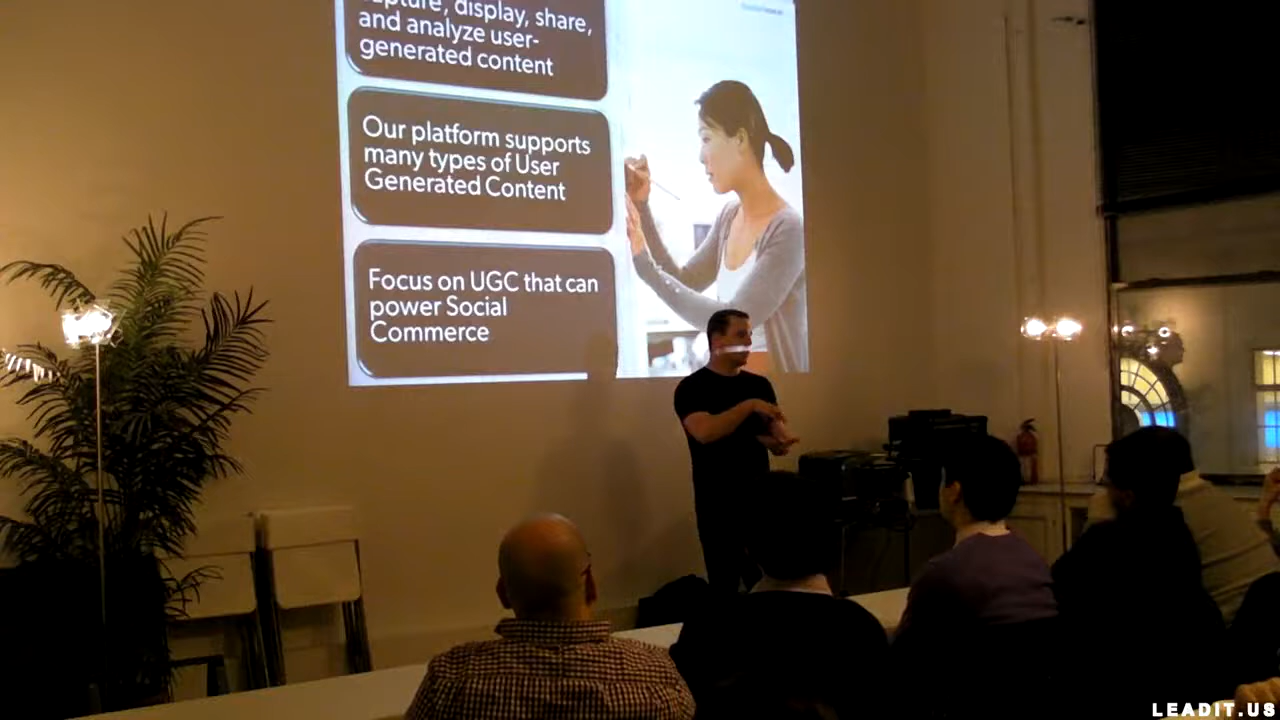 capture, display, share,
and analyze user-
generated content
Our platform supports
many types of User
Generated Content
Focus on UGC that can
power Social
Commerce
LEADIT.US